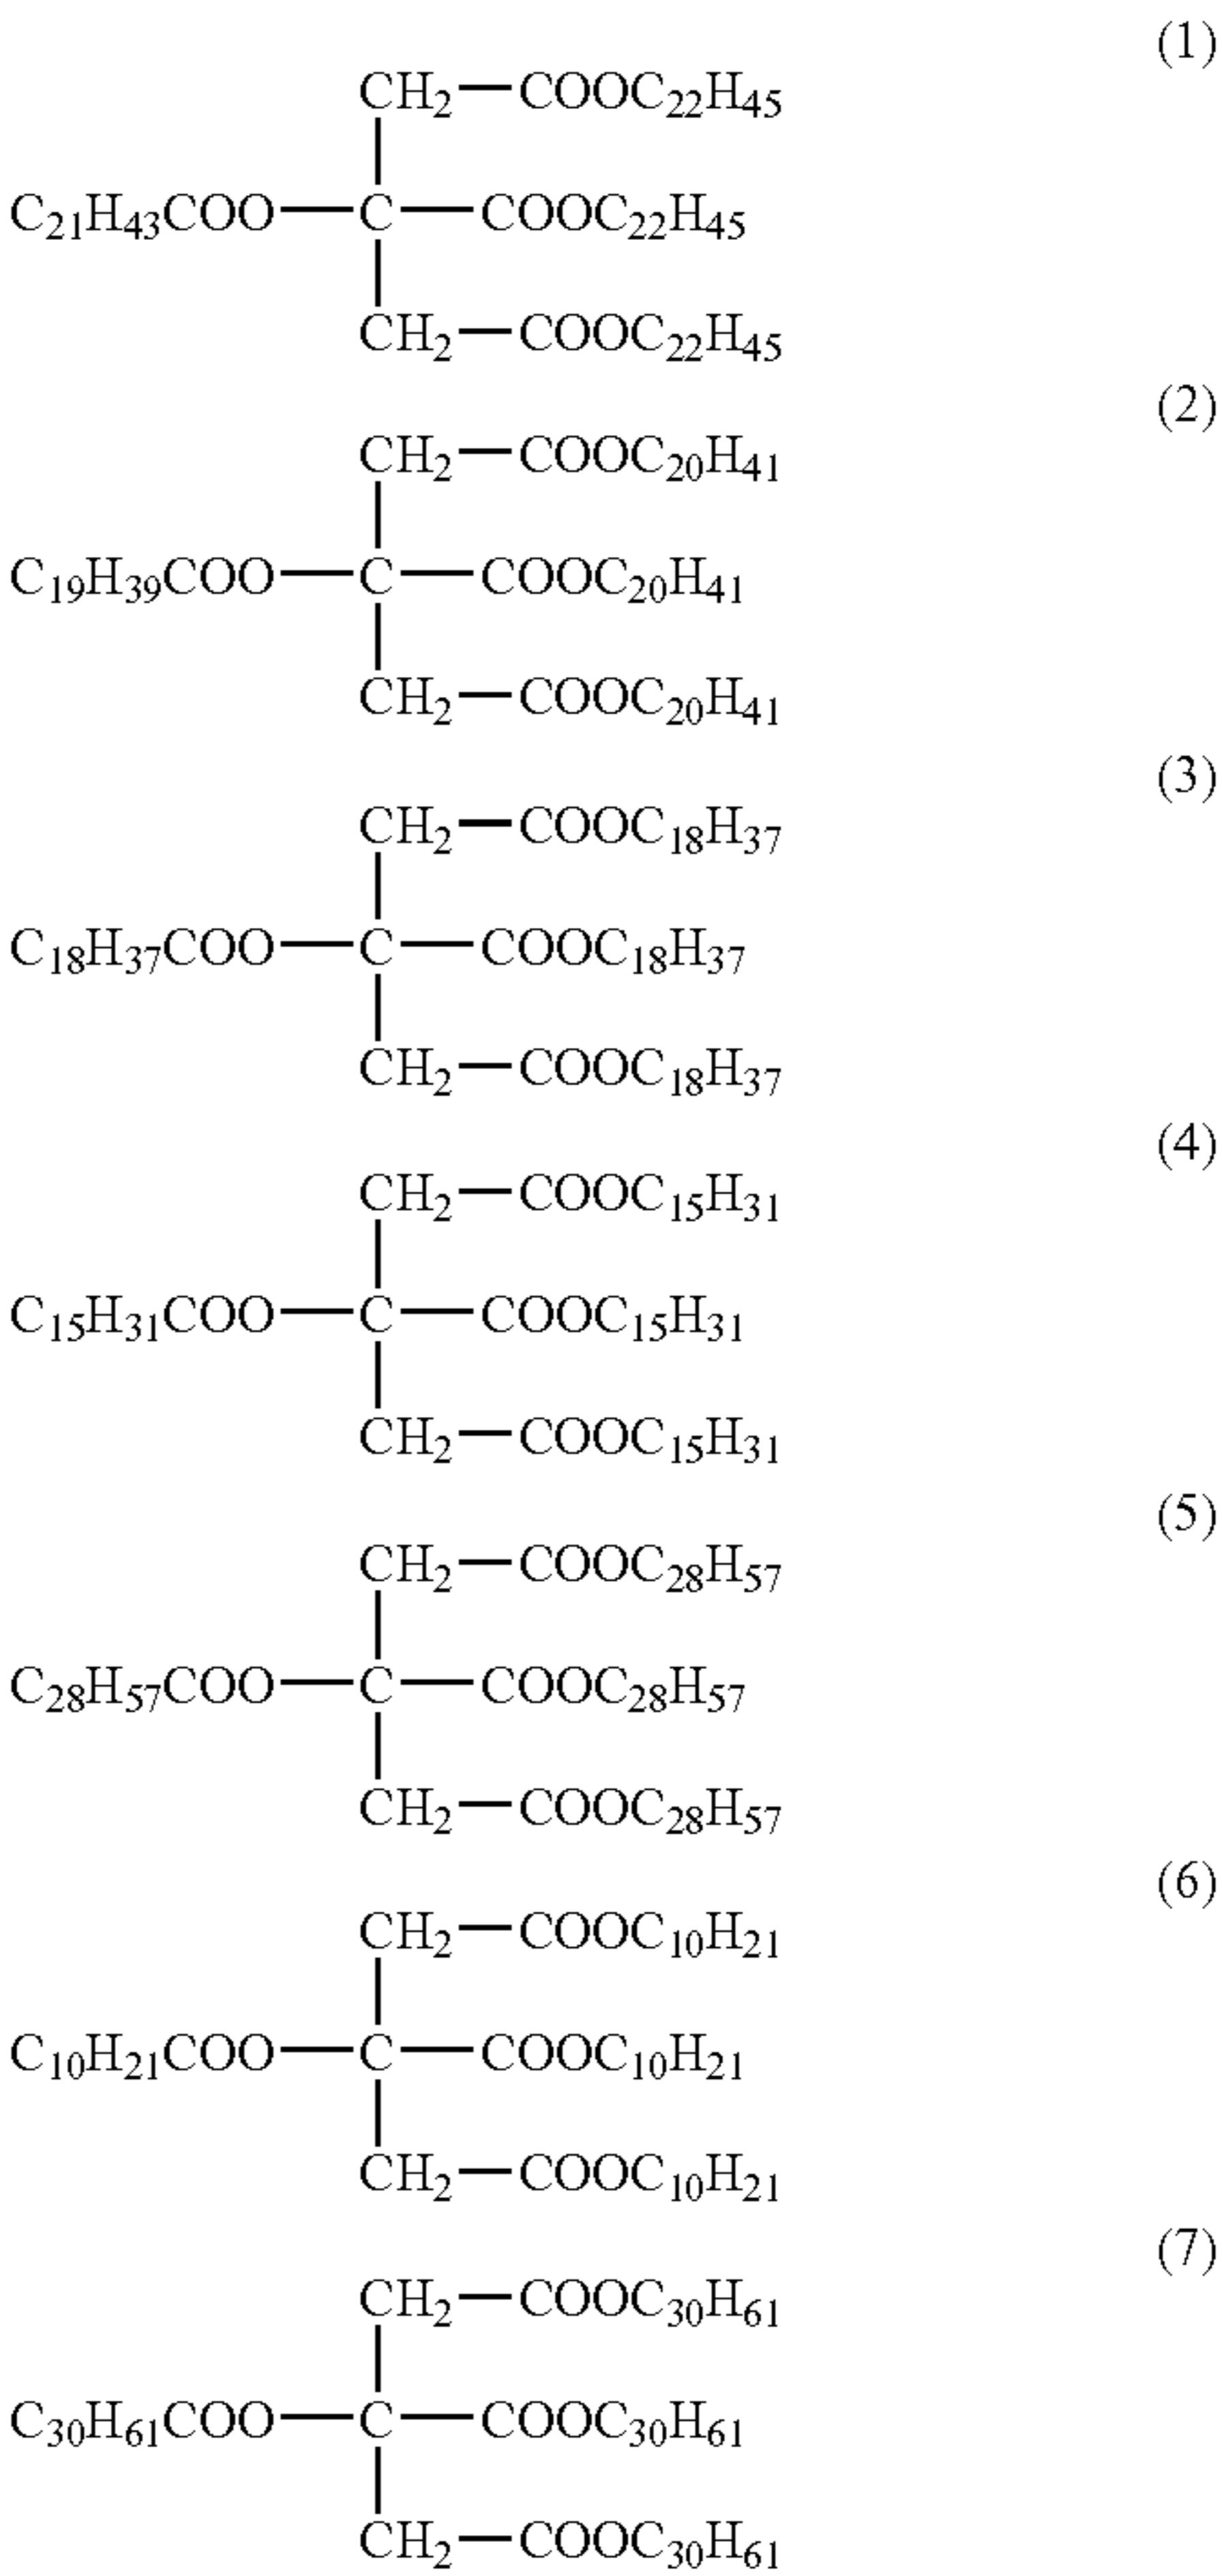 (1)
CH₂—COOC₂₂H₄₅
C₂₁H₄₃COO—C—COOC₂₂H₄₅
CH₂—COOC₂₂H₄₅
(2)
CH₂—COOC₂₀H₄₁
C₁₉H₃₉COO—C—COOC₂₀H₄₁
CH₂—COOC₂₀H₄₁
(3)
CH₂—COOC₁₈H₃₇
C₁₈H₃₇COO—C—COOC₁₈H₃₇
CH₂—COOC₁₈H₃₇
(4)
CH₂—COOC₁₅H₃₁
C₁₅H₃₁COO—C—COOC₁₅H₃₁
CH₂—COOC₁₅H₃₁
(5)
CH₂—COOC₂₈H₅₇
C₂₈H₅₇COO—C—COOC₂₈H₅₇
CH₂—COOC₂₈H₅₇
(6)
CH₂—COOC₁₀H₂₁
C₁₀H₂₁COO—C—COOC₁₀H₂₁
CH₂—COOC₁₀H₂₁
(7)
CH₂—COOC₃₀H₆₁
C₃₀H₆₁COO—C—COOC₃₀H₆₁
CH₂—COOC₃₀H₆₁